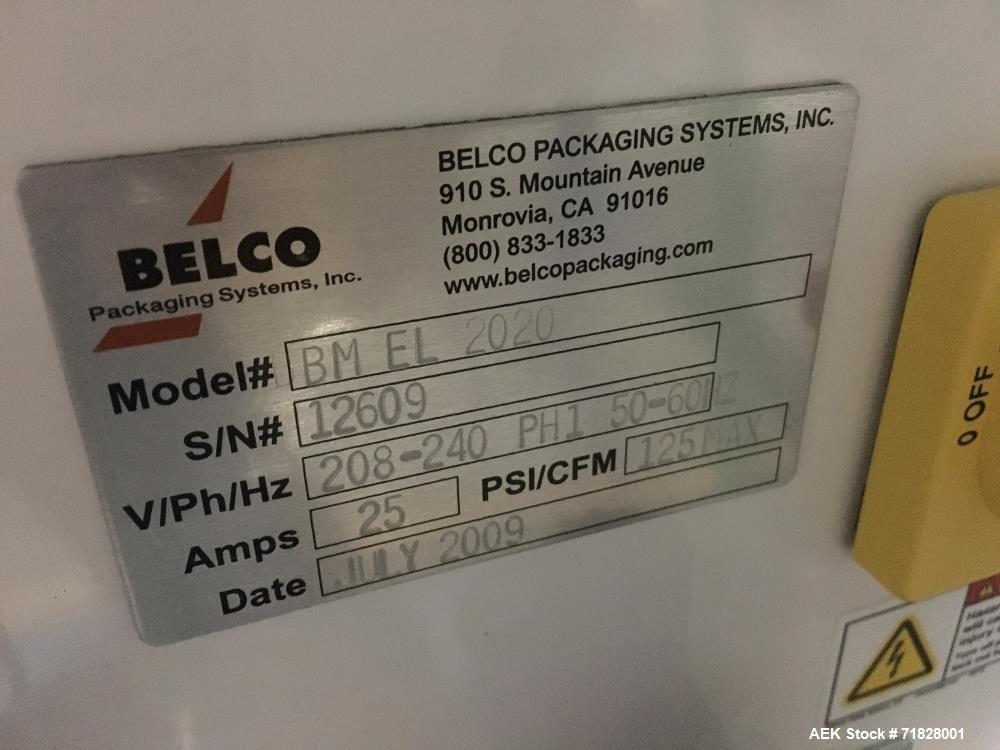 BELCO PACKAGING SYSTEMS, INC.
910 S. Mountain Avenue
Monrovia, CA 91016
(800) 833-1833
www.belcopackaging.com
BELCO
Packaging Systems, Inc.
Model# BM EL 2020
S/N# 12609
V/Ph/Hz 208-240 PH1 50-60HZ
Amps 25 PSI/CFM 125MAX
Date JULY 2009
0 OFF
AEK Stock # 71828001